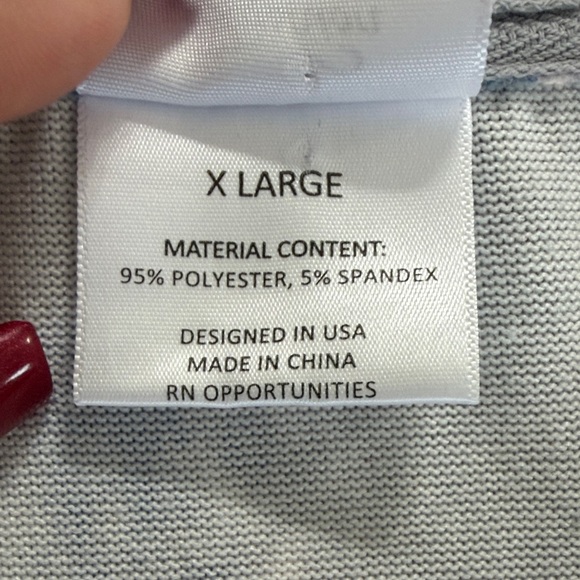 X LARGE
MATERIAL CONTENT:
95% POLYESTER, 5% SPANDEX
DESIGNED IN USA
MADE IN CHINA
RN OPPORTUNITIES